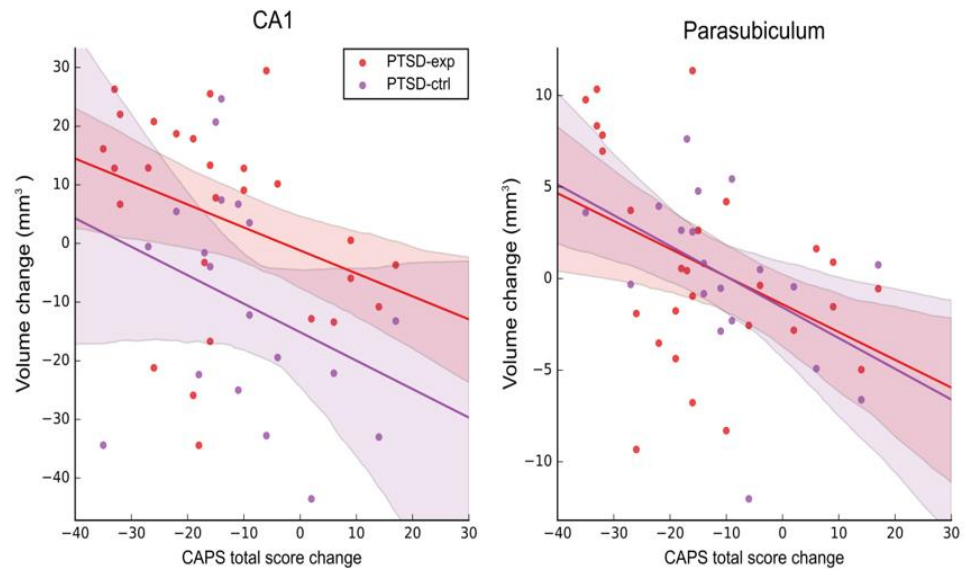 CA1
PTSD-exp
PTSD-ctrl
30
20
10
0
−10
−20
−30
−40
Volume change (mm³)
−40 −30 −20 −10 0 10 20 30
CAPS total score change
Parasubiculum
10
5
0
−5
−10
Volume change (mm³)
−40 −30 −20 −10 0 10 20 30
CAPS total score change